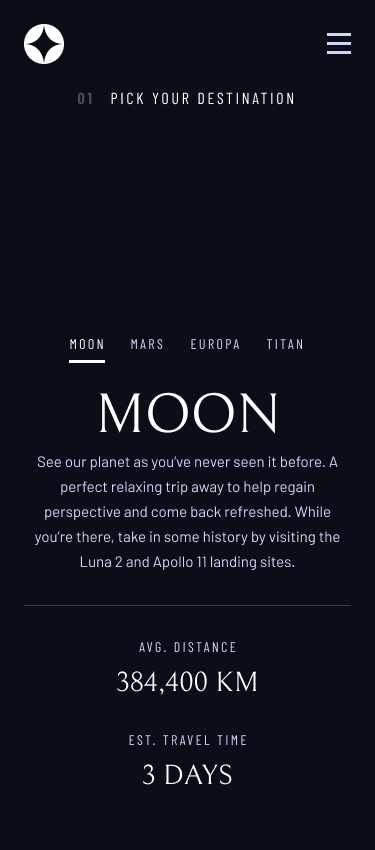 01 PICK YOUR DESTINATION
MOON MARS EUROPA TITAN
MOON
See our planet as you’ve never seen it before. A
perfect relaxing trip away to help regain
perspective and come back refreshed. While
you’re there, take in some history by visiting the
Luna 2 and Apollo 11 landing sites.
AVG. DISTANCE
384,400 KM
EST. TRAVEL TIME
3 DAYS